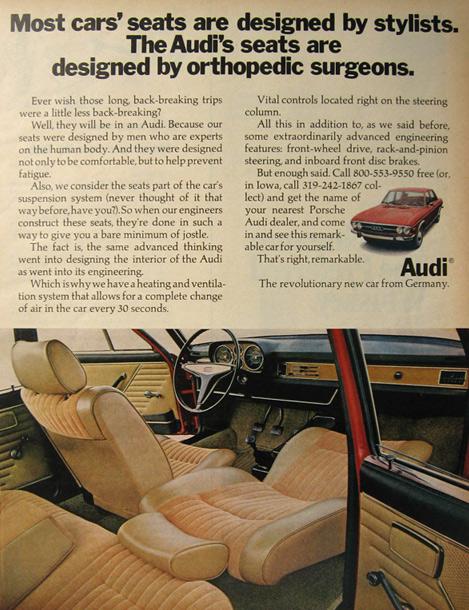 Most cars' seats are designed by stylists.
The Audi's seats are
designed by orthopedic surgeons.
Ever wish those long, back-breaking trips
were a little less back-breaking?
Well, they will be in an Audi. Because our
seats were designed by men who are experts
on the human body. And they were designed
not only to be comfortable, but to help prevent
fatigue.
Also, we consider the seats part of the car's
suspension system (never thought of it that
way before, have you?). So when our engineers
construct these seats, they're done in such a
way to give you a bare minimum of jostle.
The fact is, the same advanced thinking
went into designing the interior of the Audi
as went into its engineering.
Which is why we have a heating and ventila-
tion system that allows for a complete change
of air in the car every 30 seconds.
Vital controls located right on the steering
column.
All this in addition to, as we said before,
some extraordinarily advanced engineering
features: front-wheel drive, rack-and-pinion
steering, and inboard front disc brakes.
But enough said. Call 800-553-9550 free (or,
in Iowa, call 319-242-1867 col-
lect) and get the name of
your nearest Porsche
Audi dealer, and come
in and see this remark-
able car for yourself.
That's right, remarkable.
Audi®
The revolutionary new car from Germany.